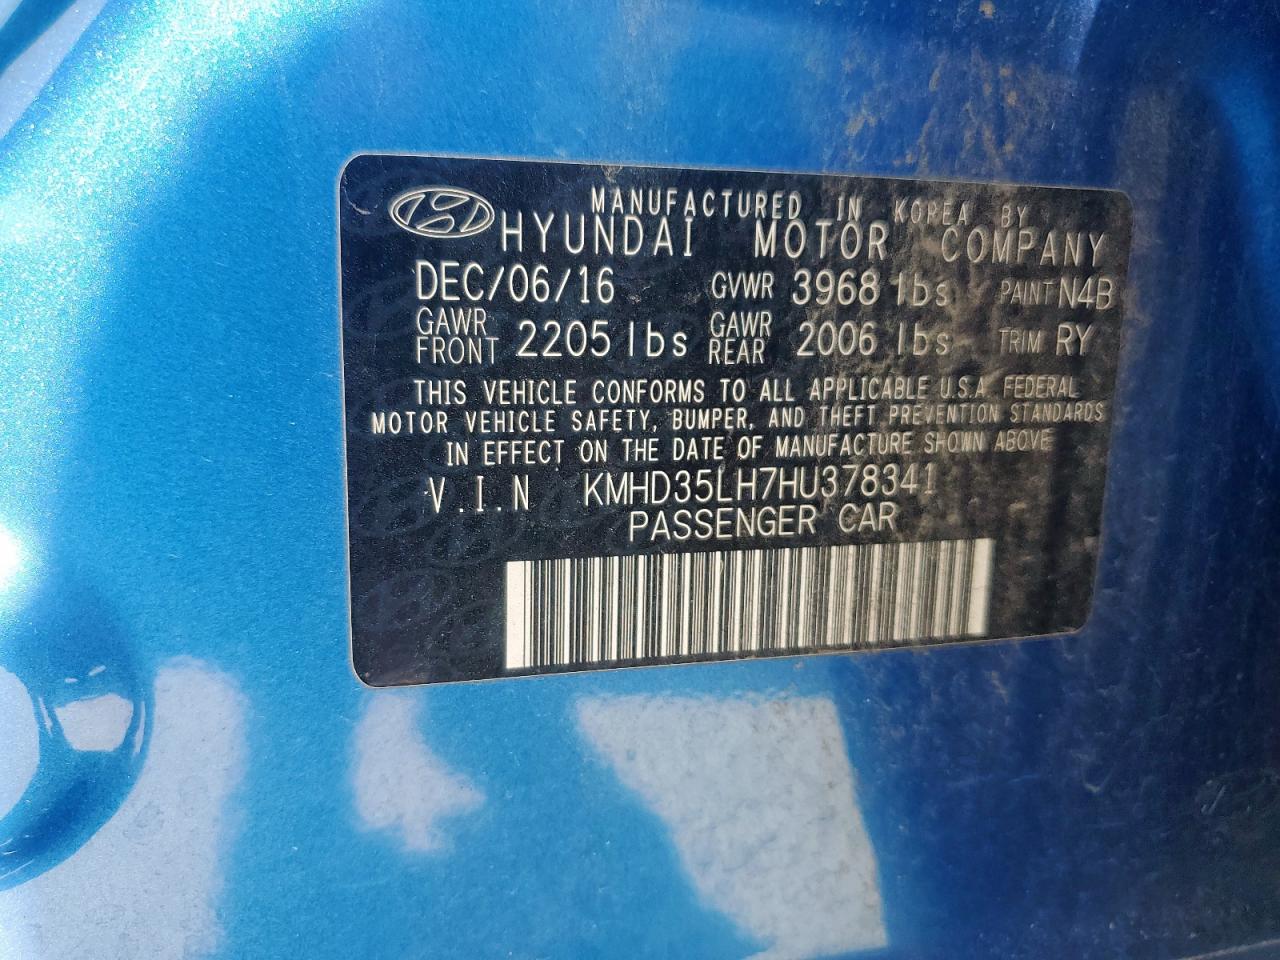 MANUFACTURED IN KOREA BY
HYUNDAI MOTOR COMPANY
DEC/06/16 GVWR 3968 lbs PAINT N4B
GAWR FRONT 2205 lbs GAWR REAR 2006 lbs TRIM RY
THIS VEHICLE CONFORMS TO ALL APPLICABLE U.S.A FEDERAL
MOTOR VEHICLE SAFETY, BUMPER, AND THEFT PREVENTION STANDARDS
IN EFFECT ON THE DATE OF MANUFACTURE SHOWN ABOVE
V.I.N KMHD35LH7HU378341
PASSENGER CAR